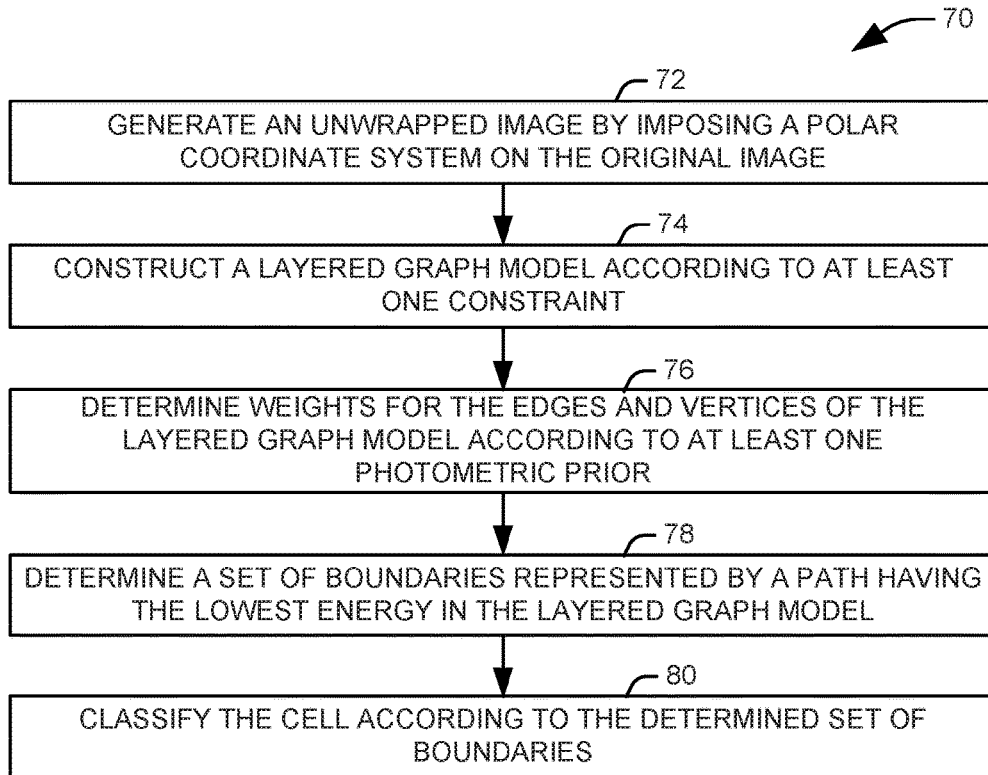 70
72
GENERATE AN UNWRAPPED IMAGE BY IMPOSING A POLAR
COORDINATE SYSTEM ON THE ORIGINAL IMAGE
74
CONSTRUCT A LAYERED GRAPH MODEL ACCORDING TO AT LEAST
ONE CONSTRAINT
76
DETERMINE WEIGHTS FOR THE EDGES AND VERTICES OF THE
LAYERED GRAPH MODEL ACCORDING TO AT LEAST ONE
PHOTOMETRIC PRIOR
78
DETERMINE A SET OF BOUNDARIES REPRESENTED BY A PATH HAVING
THE LOWEST ENERGY IN THE LAYERED GRAPH MODEL
80
CLASSIFY THE CELL ACCORDING TO THE DETERMINED SET OF
BOUNDARIES